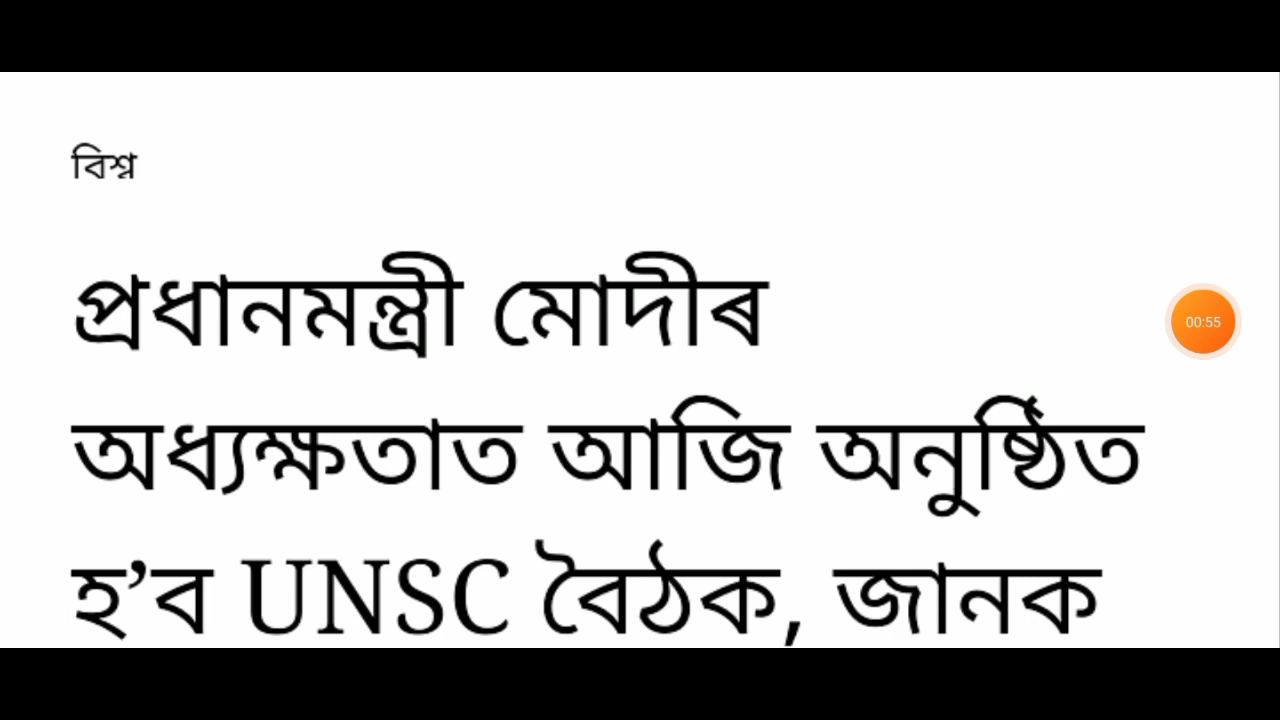 বিশ্ব
প্ৰধানমন্ত্ৰী মোদীৰ
অধ্যক্ষতাত আজি অনুষ্ঠিত
হ’ব UNSC বৈঠক, জানক
00:55